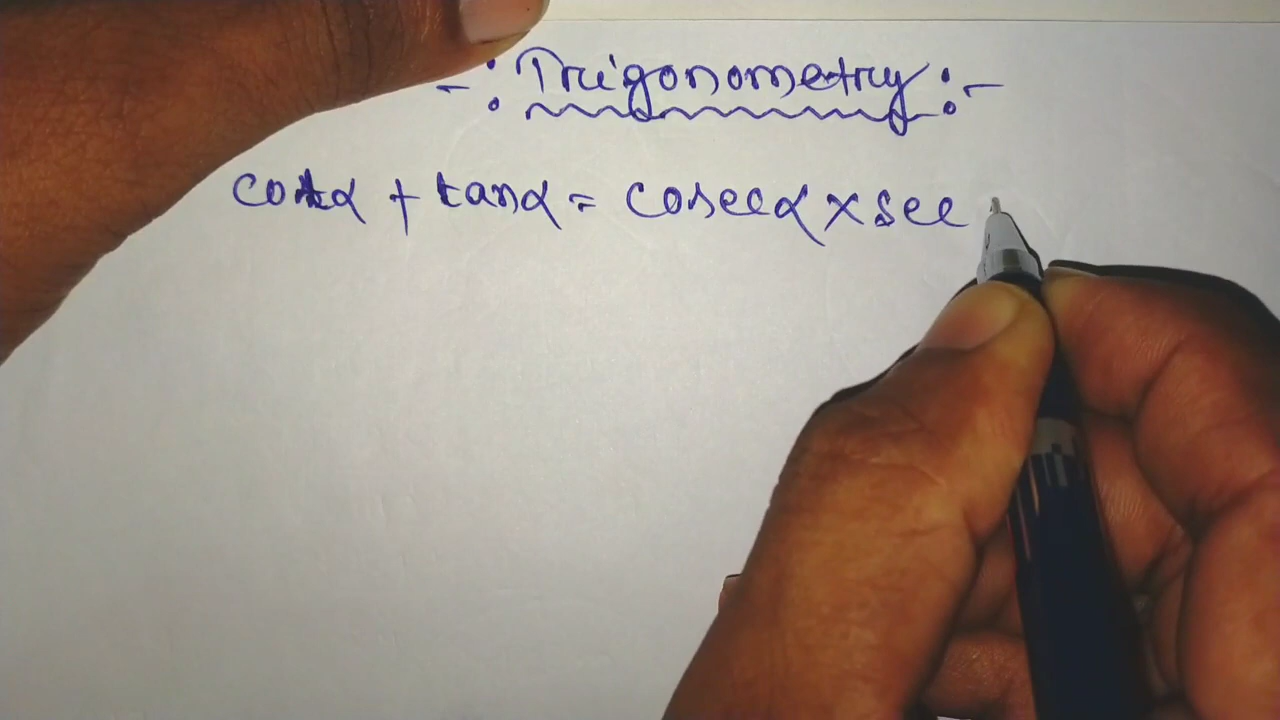 -: Trigonometry :-
cotα + tanα = cosecα × sec